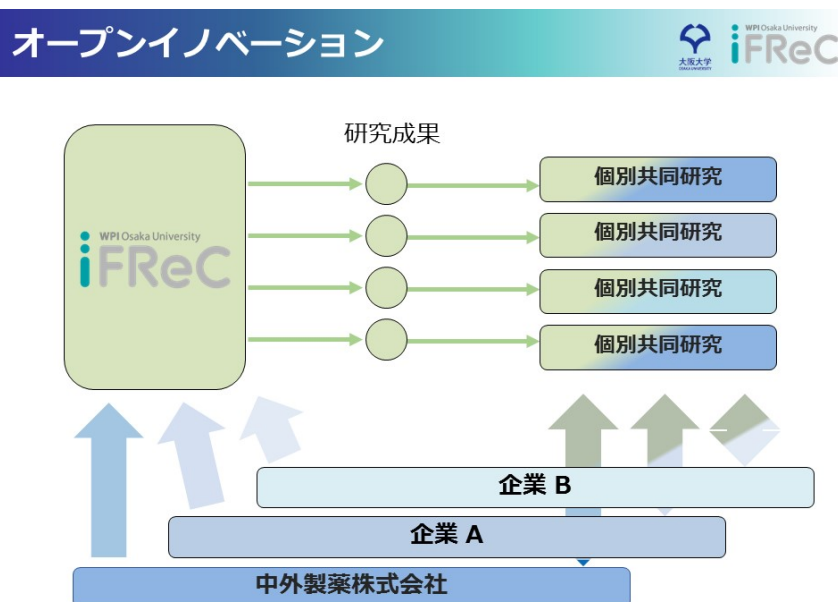 オープンイノベーション
大阪大学
OSAKA UNIVERSITY
WPI Osaka University
iFReC
研究成果
WPI Osaka University
iFReC
個別共同研究
個別共同研究
個別共同研究
個別共同研究
企業 B
企業 A
中外製薬株式会社